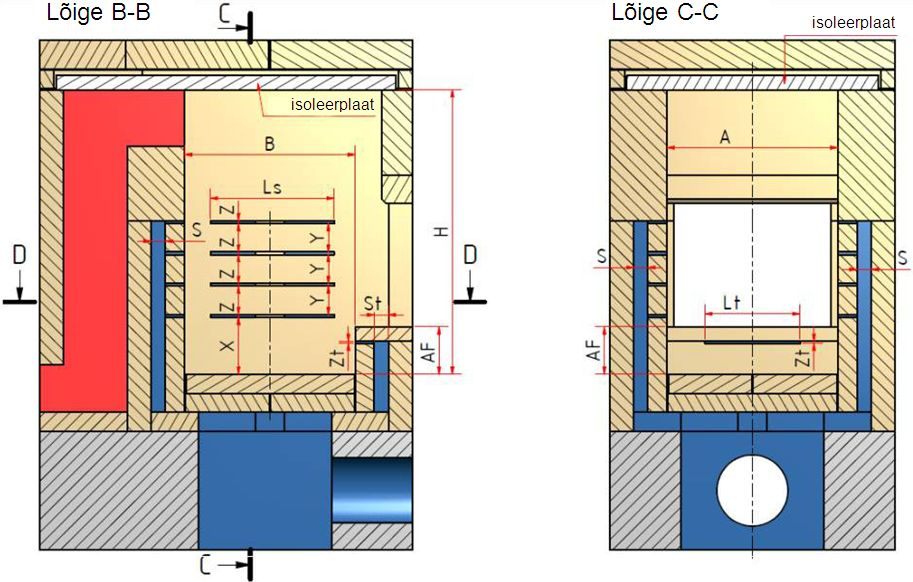 Lõige B-B
C
isoleerplaat
B
Ls
Z
S
Z
Y
H
D
D
Z
Y
St
Z
Y
X
Zt
AF
C
Lõige C-C
isoleerplaat
A
S
S
Lt
AF
Zt